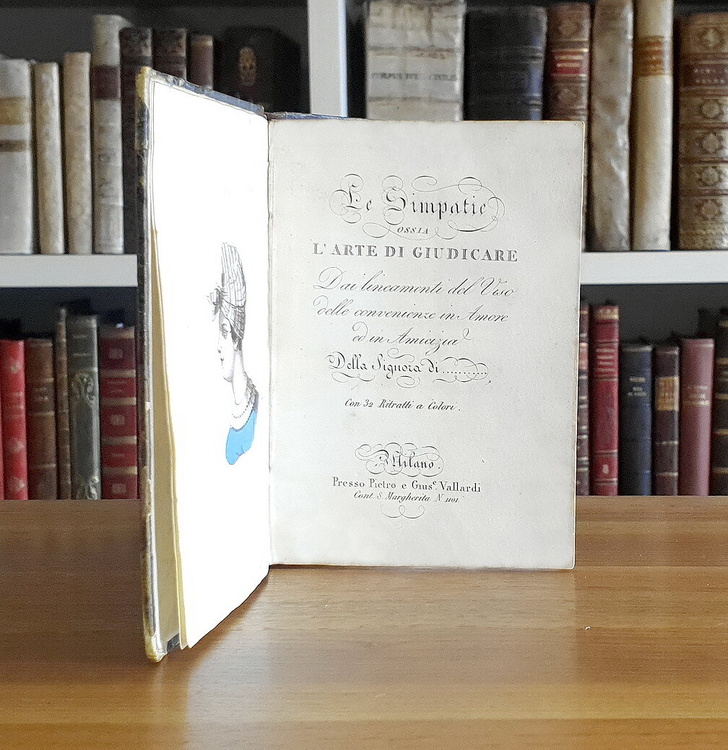 Le Simpatie
OSSIA
L'ARTE DI GIUDICARE
Dai lineamenti del Viso
delle convenienze in Amore
ed in Amicizia
Della Signora di ...........
Con 32 Ritratti a Colori.
Milano.
Presso Pietro e Gius.e Vallardi
Cont. S. Margherita N. 1101